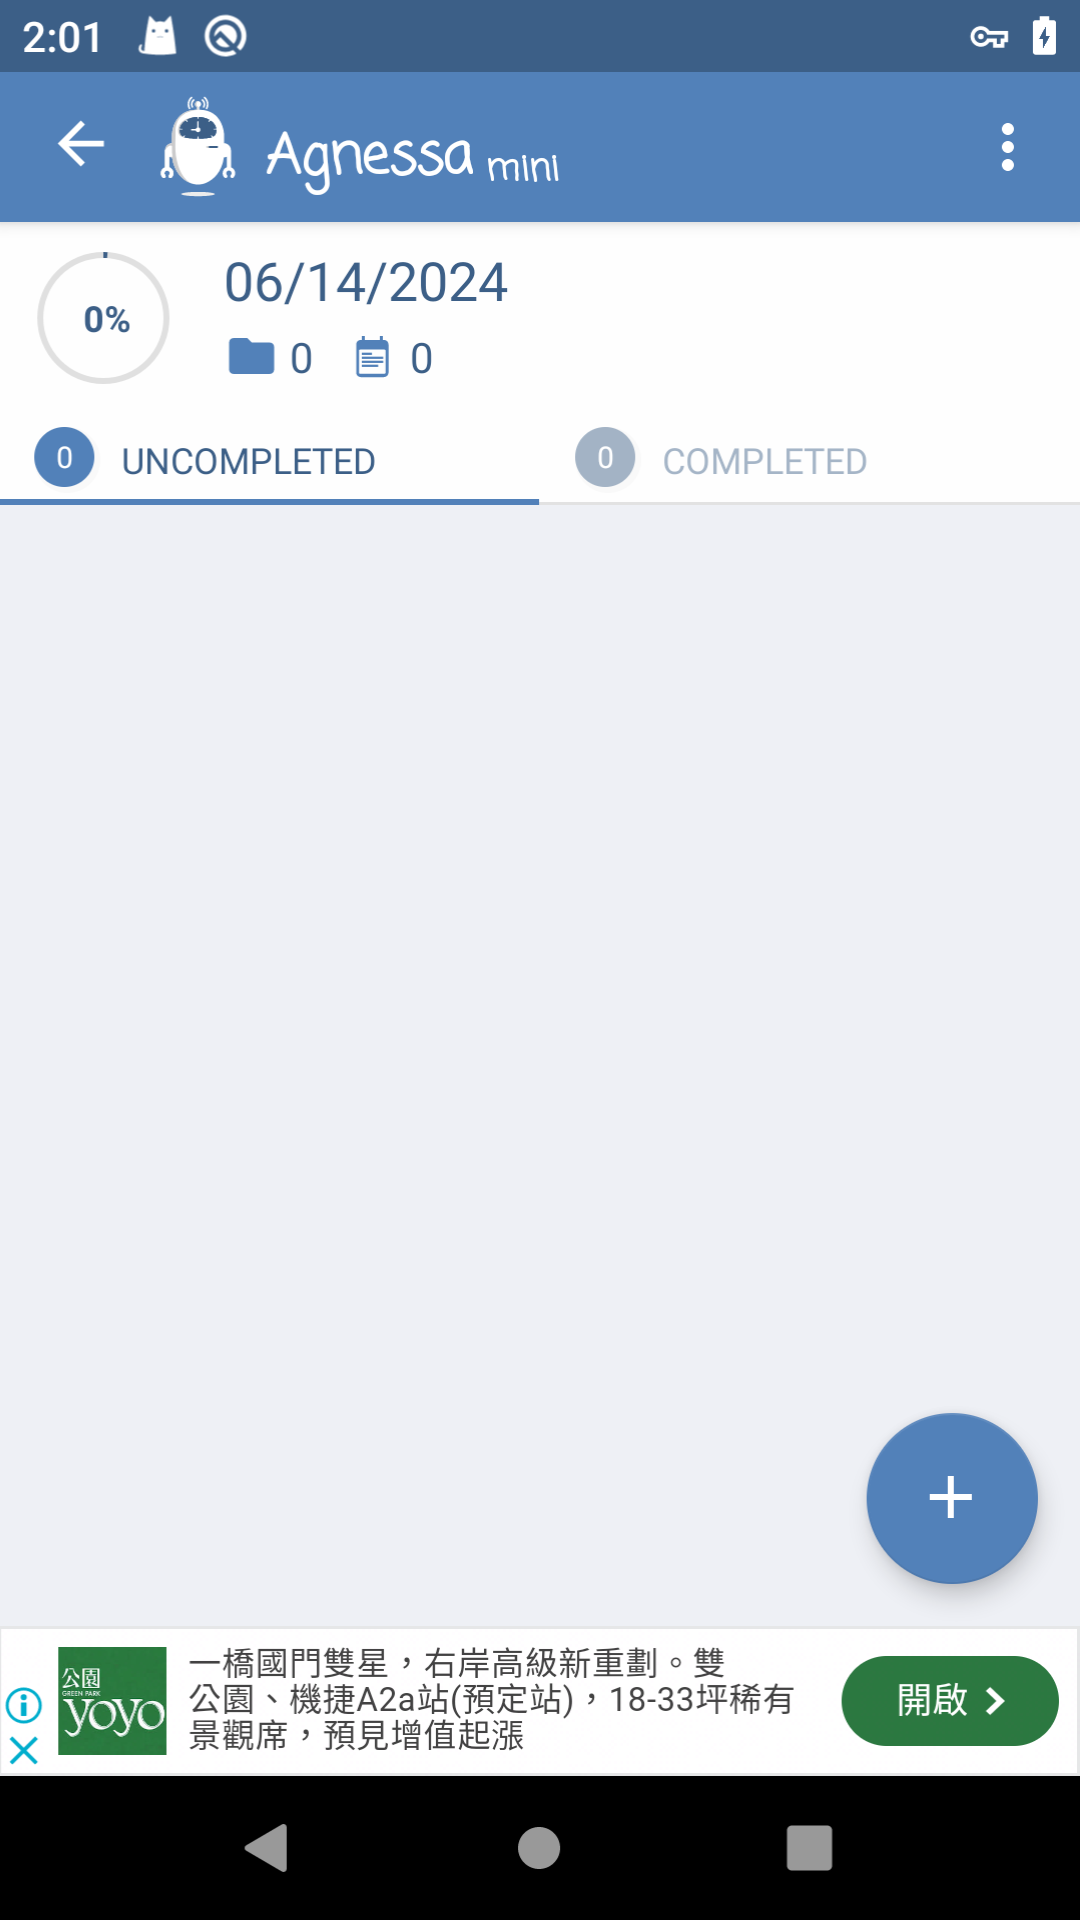 2:01
Agnessa mini
0%
06/14/2024
0 0
0 UNCOMPLETED
0 COMPLETED
公園
GREEN PARK
yoyo
一橋國門雙星，右岸高級新重劃。雙
公園、機捷A2a站(預定站)，18-33坪稀有
景觀席，預見增值起漲
開啟